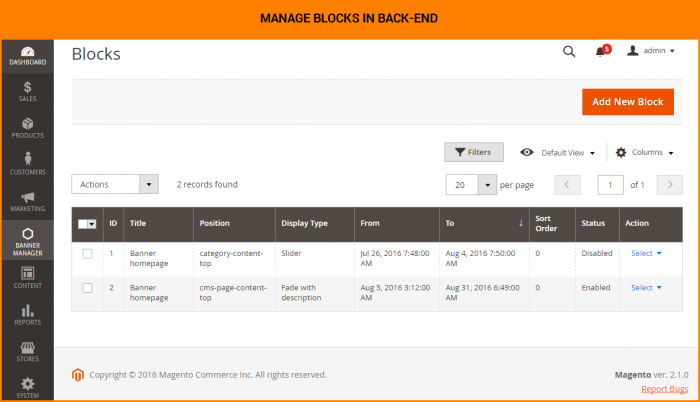 MANAGE BLOCKS IN BACK-END
DASHBOARD
SALES
PRODUCTS
CUSTOMERS
MARKETING
BANNER
MANAGER
CONTENT
REPORTS
STORES
SYSTEM
Blocks
5
admin
Add New Block
Filters
Default View
Columns
Actions
2 records found
20
per page
1
of 1
ID Title Position Display Type From To ↓ Sort Order Status Action
1 Banner homepage category-content-top Slider Jul 26, 2016 7:48:00 AM Aug 4, 2016 7:50:00 AM 0 Disabled Select
2 Banner homepage cms-page-content-top Fade with description Aug 5, 2016 3:12:00 AM Aug 31, 2016 6:49:00 AM 0 Enabled Select
Copyright © 2016 Magento Commerce Inc. All rights reserved.
Magento ver. 2.1.0
Report Bugs